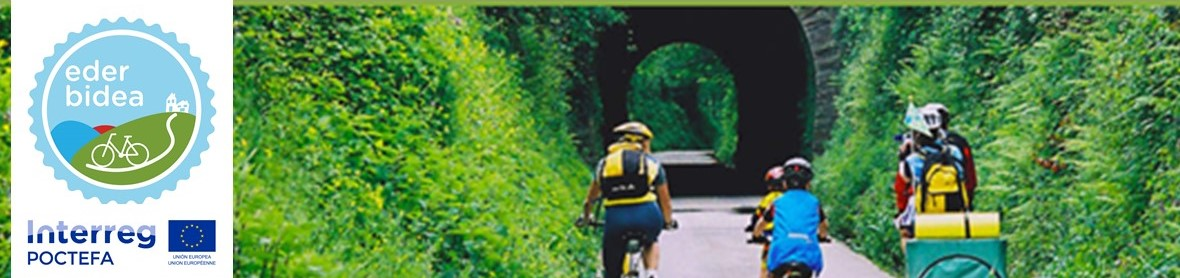 eder
bidea
Interreg
POCTEFA
UNIÓN EUROPEA
UNION EUROPÉENNE